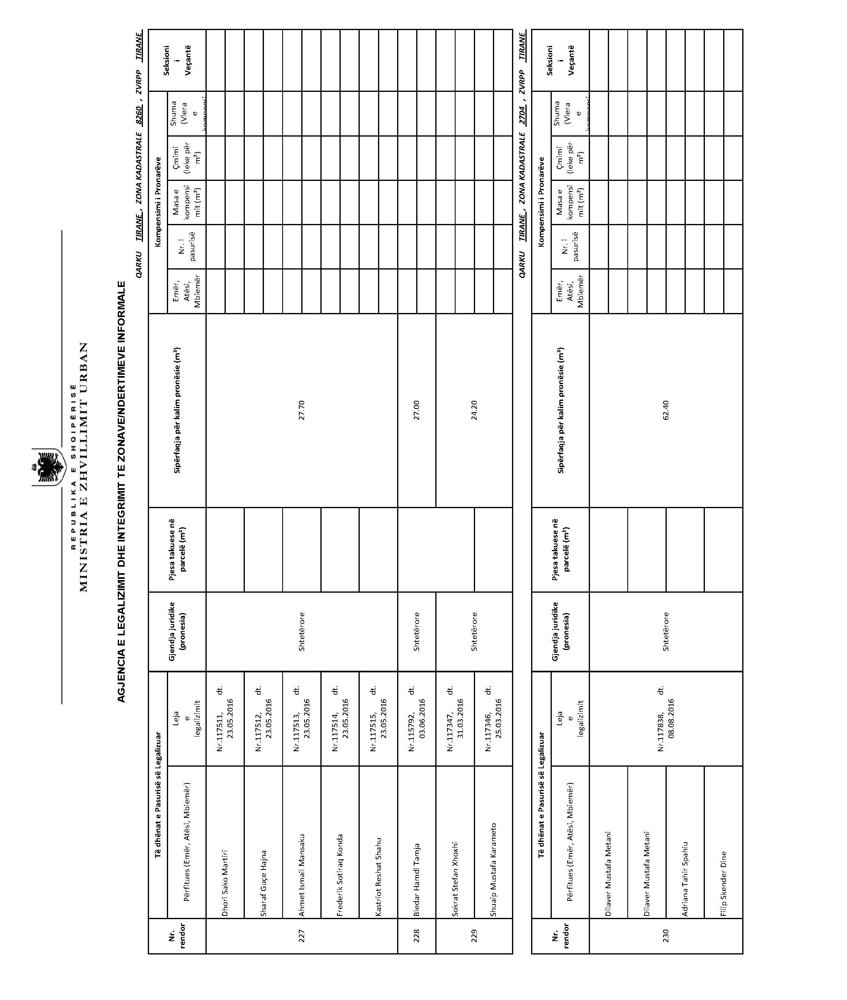 REPUBLIKA E SHQIPËRISË
MINISTRIA E ZHVILLIMIT URBAN
AGJENCIA E LEGALIZIMIT DHE INTEGRIMIT TE ZONAVE/NDERTIMEVE INFORMALE
QARKU TIRANE , ZONA KADASTRALE 8260 , ZVRPP TIRANE
Nr. rendor
Të dhënat e Pasurisë së Legalizuar
Përfitues (Emër, Atësi, Mbiemër)
Leja e legalizimit
Gjendja juridike (pronesia)
Pjesa takuese në parcelë (m²)
Sipërfaqja për kalim pronësie (m²)
Kompensimi i Pronarëve
Emër, Atësi, Mbiemër
Nr. i pasurisë
Masa e kompensi mit (m²)
Çmimi (leke për m²)
Shuma (Vlera e kompensi
Seksioni i Veçantë
227
Dhori Sako Martiri Nr.117511, dt. 23.05.2016
Sharaf Guçe Hajna Nr.117512, dt. 23.05.2016
Ahmet Ismail Mansaku Nr.117513, dt. 23.05.2016
Frederik Sotiraq Konda Nr.117514, dt. 23.05.2016
Kastriot Reshat Shahu Nr.117515, dt. 23.05.2016
Shtetërore
27.70
228 Bledar Hamdi Tamja Nr.115792, dt. 03.06.2016 Shtetërore 27.00
229
Sokrat Stefan Xhoxhi Nr.117347, dt. 31.03.2016
Shuaip Mustafa Karameto Nr.117346, dt. 25.03.2016
Shtetërore
24.20
QARKU TIRANE , ZONA KADASTRALE 2704 , ZVRPP TIRANE
Nr. rendor
Të dhënat e Pasurisë së Legalizuar
Përfitues (Emër, Atësi, Mbiemër)
Leja e legalizimit
Gjendja juridike (pronesia)
Pjesa takuese në parcelë (m²)
Sipërfaqja për kalim pronësie (m²)
Kompensimi i Pronarëve
Emër, Atësi, Mbiemër
Nr. i pasurisë
Masa e kompensi mit (m²)
Çmimi (leke për m²)
Shuma (Vlera e kompensi
Seksioni i Veçantë
230
Dilaver Mustafa Metani
Dilaver Mustafa Metani
Adriana Tahir Spahiu
Filip Skender Dine
Nr.117838, dt. 08.08.2016
Shtetërore
62.40